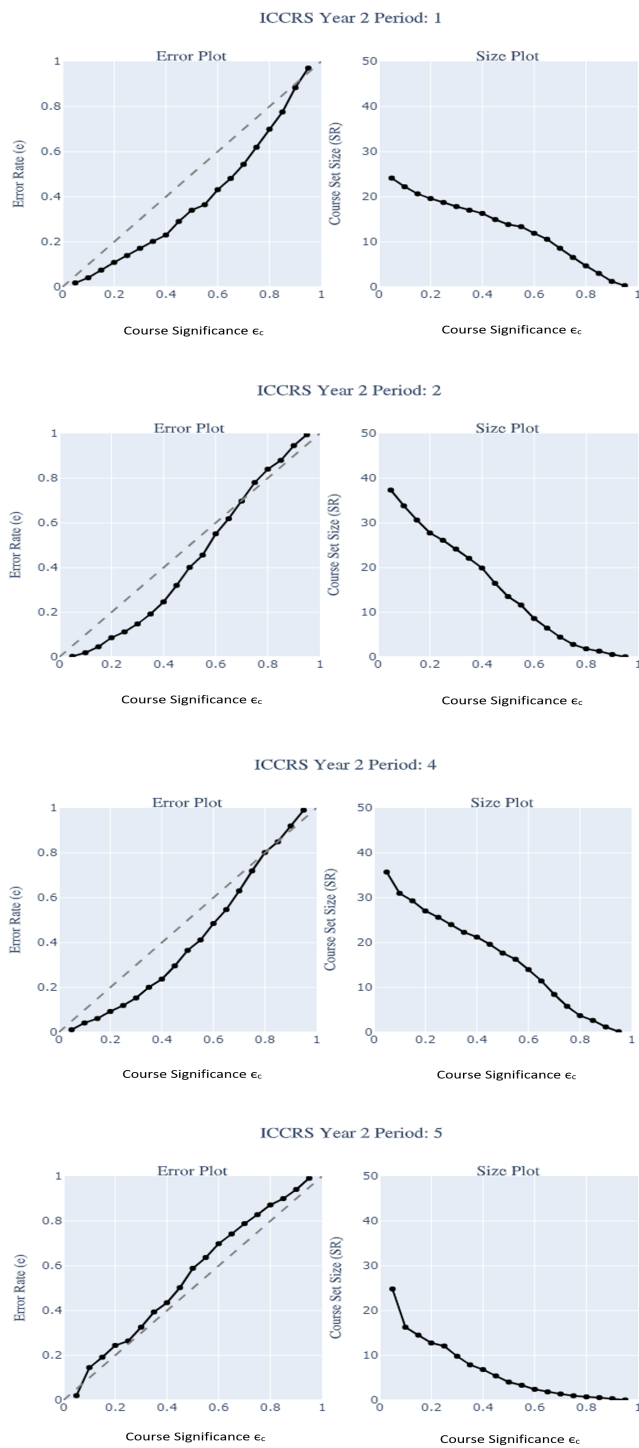 ICCRS Year 2 Period: 1
Error Plot
Size Plot
Error Rate (e)
1
0.8
0.6
0.4
0.2
0
0 0.2 0.4 0.6 0.8 1
Course Significance ϵc
Course Set Size (SR)
50
40
30
20
10
0
0 0.2 0.4 0.6 0.8 1
Course Significance ϵc
ICCRS Year 2 Period: 2
Error Plot
Size Plot
Error Rate (e)
1
0.8
0.6
0.4
0.2
0
0 0.2 0.4 0.6 0.8 1
Course Significance ϵc
Course Set Size (SR)
50
40
30
20
10
0
0 0.2 0.4 0.6 0.8 1
Course Significance ϵc
ICCRS Year 2 Period: 4
Error Plot
Size Plot
Error Rate (e)
1
0.8
0.6
0.4
0.2
0
0 0.2 0.4 0.6 0.8 1
Course Significance ϵc
Course Set Size (SR)
50
40
30
20
10
0
0 0.2 0.4 0.6 0.8 1
Course Significance ϵc
ICCRS Year 2 Period: 5
Error Plot
Size Plot
Error Rate (e)
1
0.8
0.6
0.4
0.2
0
0 0.2 0.4 0.6 0.8 1
Course Significance ϵc
Course Set Size (SR)
50
40
30
20
10
0
0 0.2 0.4 0.6 0.8 1
Course Significance ϵc